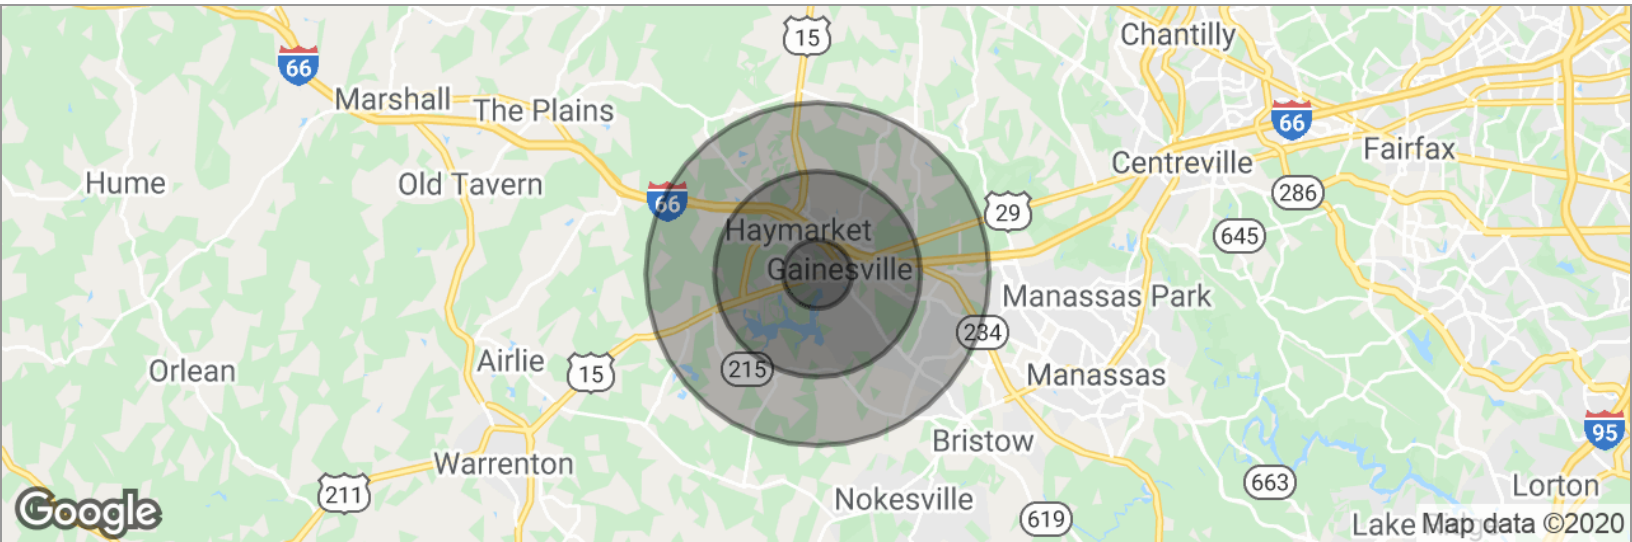 15
Chantilly
66
Marshall
The Plains
66
Fairfax
Centreville
Hume
Old Tavern
66
286
29
Haymarket
645
Gainesville
Manassas Park
234
Airlie
15
215
Orlean
Manassas
95
Bristow
Warrenton
663
Lorton
211
Nokesville
Google
619
Lake
Map data ©2020